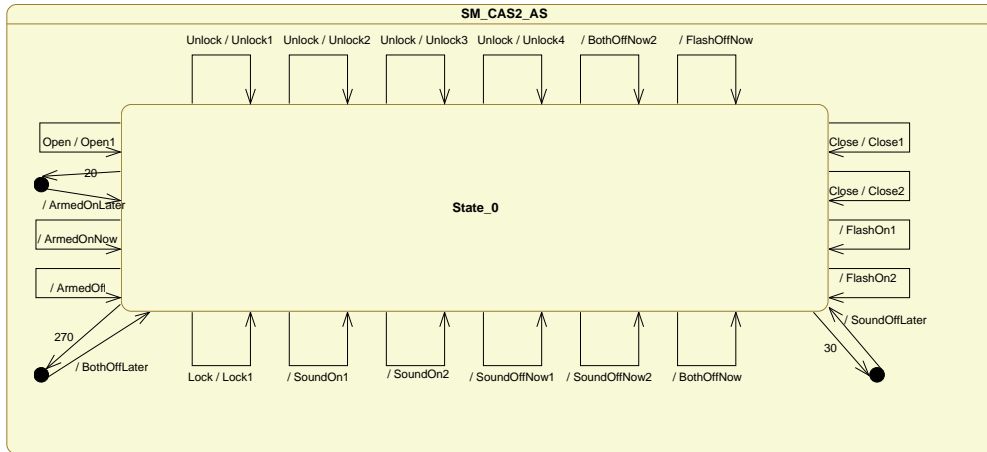 SM_CAS2_AS
Unlock / Unlock1
Unlock / Unlock2
Unlock / Unlock3
Unlock / Unlock4
/ BothOffNow2
/ FlashOffNow
Open / Open1
Close / Close1
20
/ ArmedOnLater
Close / Close2
State_0
/ ArmedOnNow
/ FlashOn1
/ ArmedOff
/ FlashOn2
270
/ BothOffLater
/ SoundOffLater
30
Lock / Lock1
/ SoundOn1
/ SoundOn2
/ SoundOffNow1
/ SoundOffNow2
/ BothOffNow